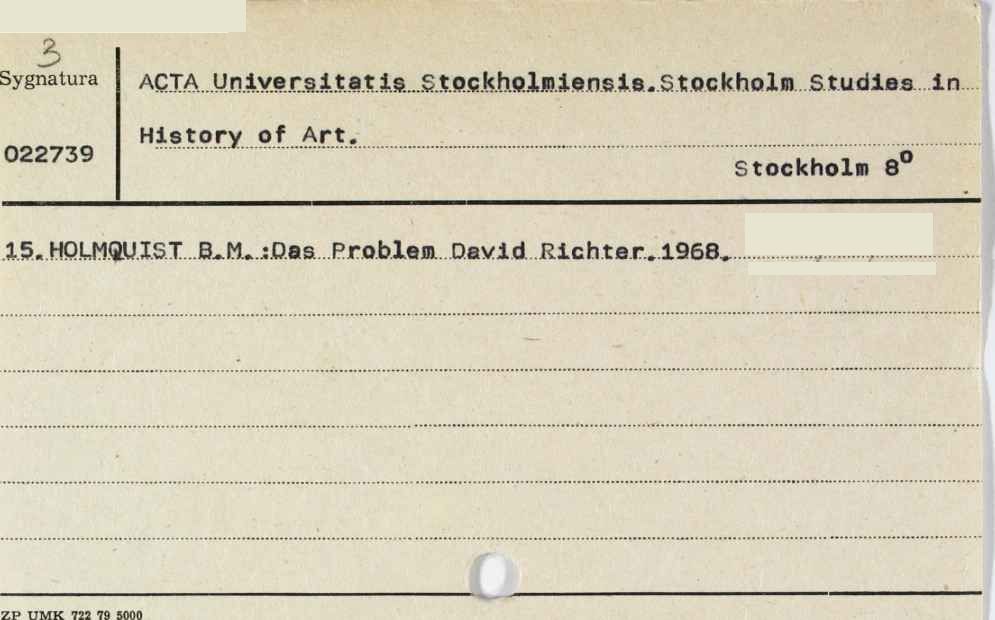 3
Sygnatura
ACTA Universitatis Stockholmiensis.Stockholm Studies in
History of Art.
022739
Stockholm 8º
15.HOLMQUIST B.M.:Das Problem David Richter.1968.
ZP UMK 722 79 5000